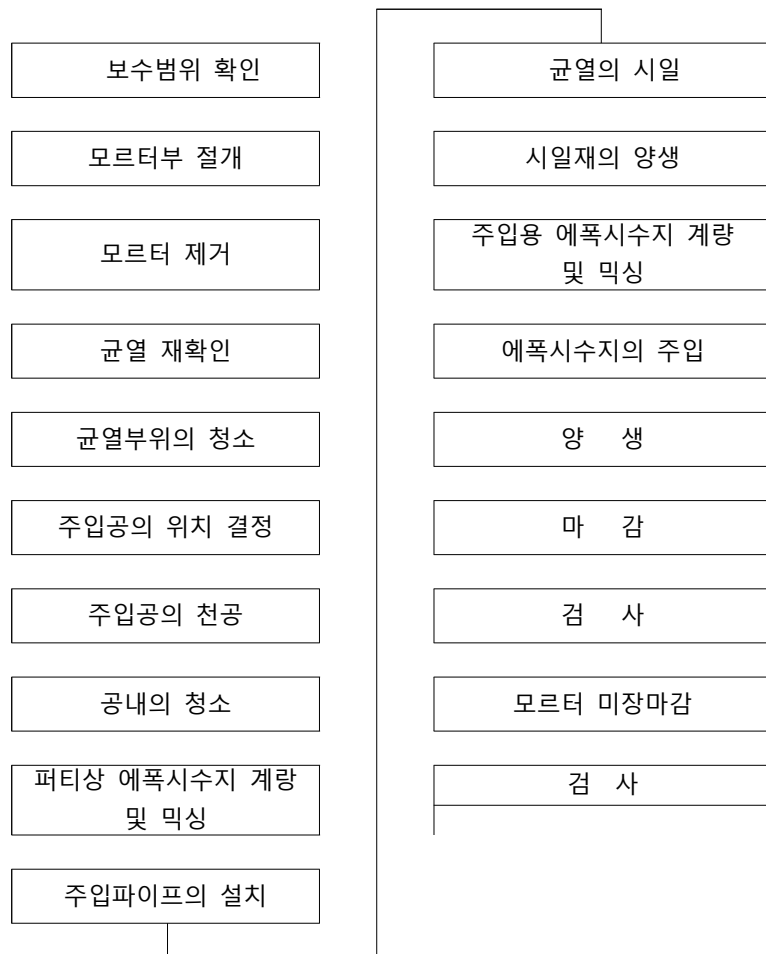 보수범위 확인
모르터부 절개
모르터 제거
균열 재확인
균열부위의 청소
주입공의 위치 결정
주입공의 천공
공내의 청소
퍼티상 에폭시수지 계랑
및 믹싱
주입파이프의 설치
균열의 시일
시일재의 양생
주입용 에폭시수지 계량
및 믹싱
에폭시수지의 주입
양 생
마 감
검 사
모르터 미장마감
검 사